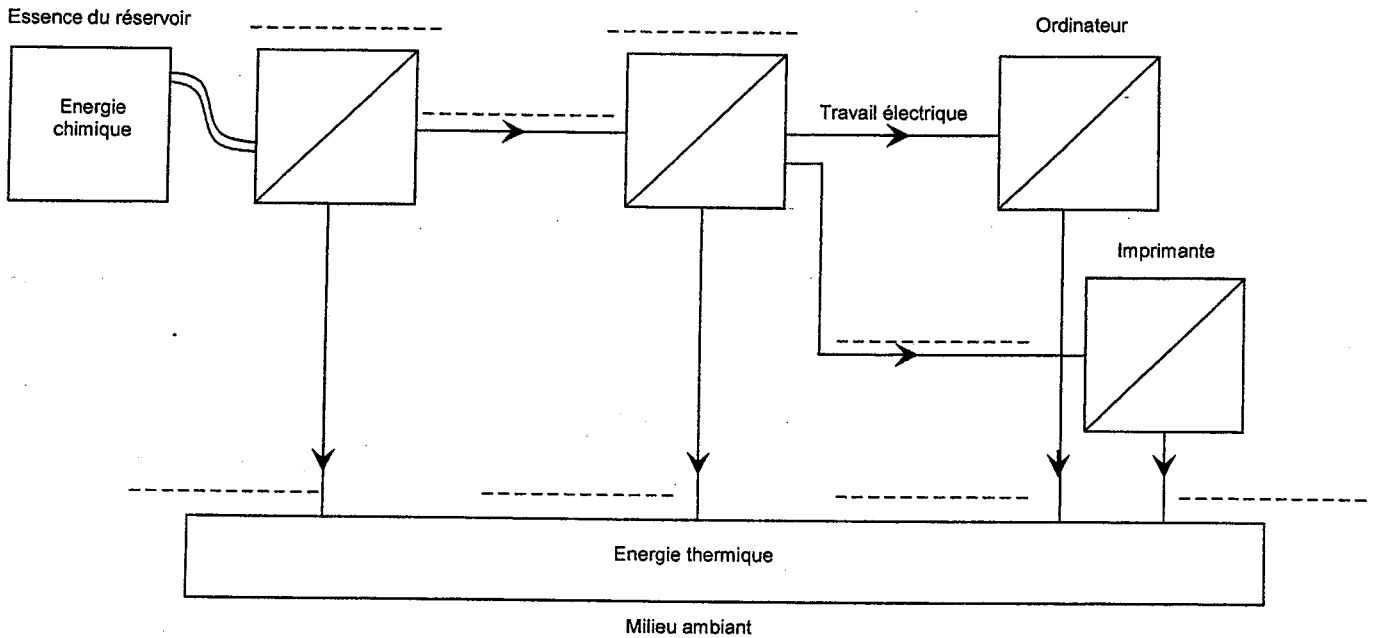 Essence du réservoir
Ordinateur
Energie
chimique
Travail électrique
Imprimante
Energie thermique
Milieu ambiant